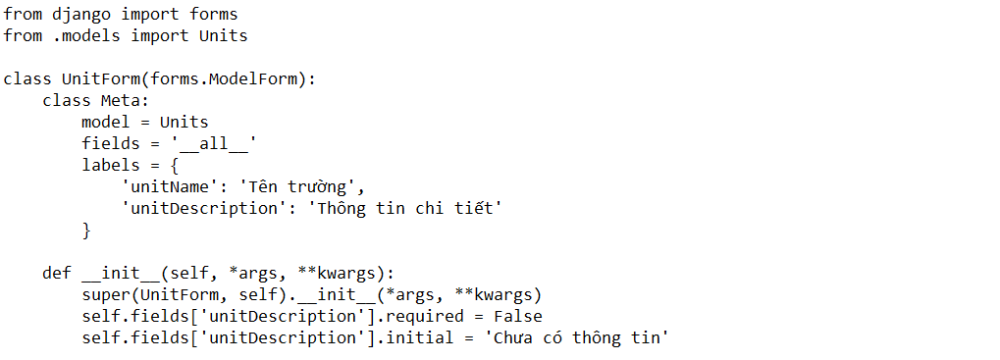 from django import forms
from .models import Units

class UnitForm(forms.ModelForm):
    class Meta:
        model = Units
        fields = '__all__'
        labels = {
            'unitName': 'Tên trường',
            'unitDescription': 'Thông tin chi tiết'
        }

    def __init__(self, *args, **kwargs):
        super(UnitForm, self).__init__(*args, **kwargs)
        self.fields['unitDescription'].required = False
        self.fields['unitDescription'].initial = 'Chưa có thông tin'